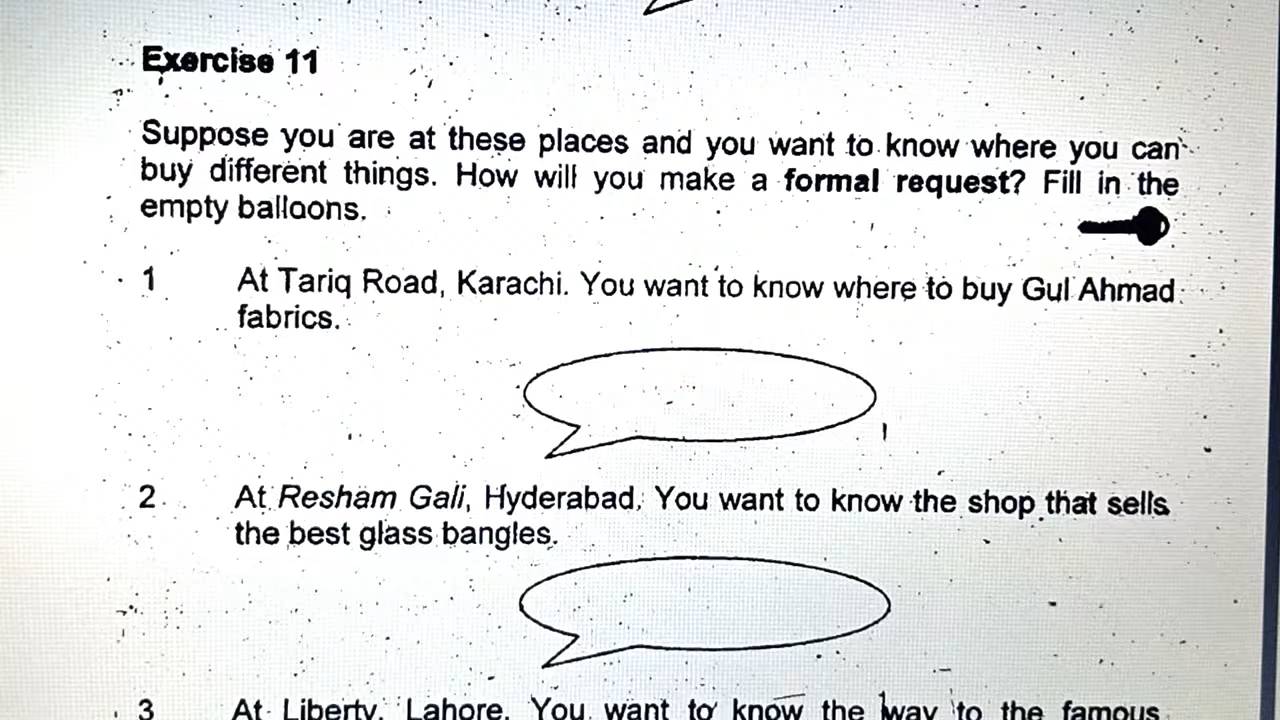 Exercise 11
Suppose you are at these places and you want to know where you can
buy different things. How will you make a formal request? Fill in the
empty balloons.
1 At Tariq Road, Karachi. You want to know where to buy Gul Ahmad
fabrics.
2 At Resham Gali, Hyderabad. You want to know the shop that sells
the best glass bangles.
3 At Liberty, Lahore. You want to know the way to the famous